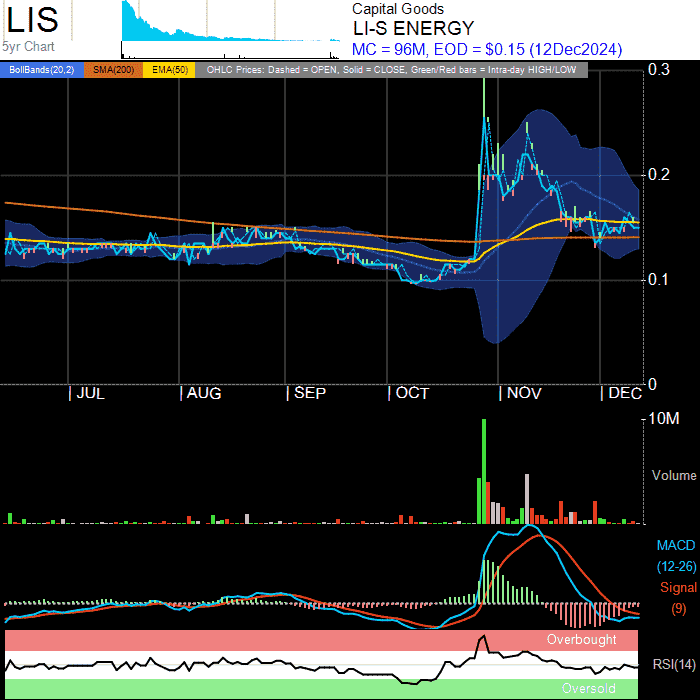 LIS
5yr Chart
Capital Goods
LI-S ENERGY
MC = 96M, EOD = $0.15 (12Dec2024)
BollBands(20,2) SMA(200) EMA(50) OHLC Prices: Dashed = OPEN, Solid = CLOSE, Green/Red bars = Intra-day HIGH/LOW
0.3
0.2
0.1
0
| JUL | AUG | SEP | OCT | NOV | DEC
10M
Volume
MACD
(12-26)
Signal
(9)
Overbought
RSI(14)
Oversold